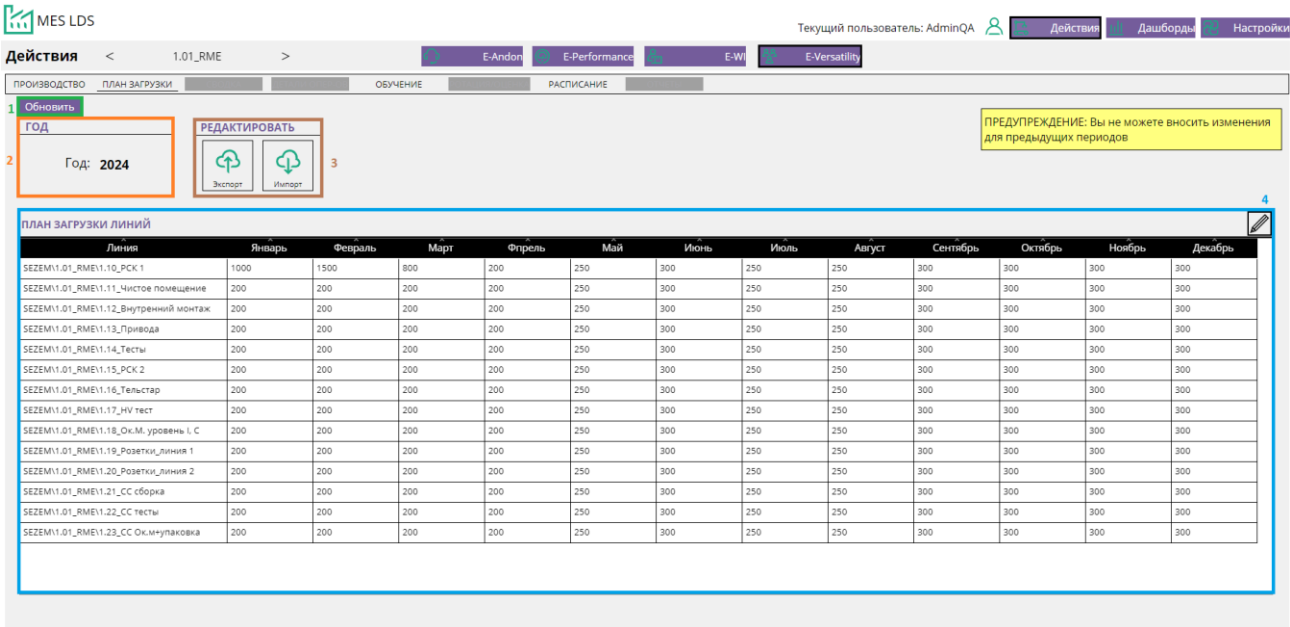 MES LDS
Текущий пользователь: AdminQA Действия Дашборды Настройки
Действия < 1.01_RME > E-Andon E-Performance E-WI E-Versatility
ПРОИЗВОДСТВО ПЛАН ЗАГРУЗКИ ОБУЧЕНИЕ РАСПИСАНИЕ
1 Обновить
ГОД РЕДАКТИРОВАТЬ
ПРЕДУПРЕЖДЕНИЕ: Вы не можете вносить изменения
для предыдущих периодов
2 Год: 2024 3
Экспорт Импорт
4
ПЛАН ЗАГРУЗКИ ЛИНИЙ
Линия Январь Февраль Март Фпрель Май Июнь Июль Август Сентябрь Октябрь Ноябрь Декабрь
SEZEM\1.01_RME\1.10_РСК 1 1000 1500 800 200 250 300 250 250 300 300 300 300
SEZEM\1.01_RME\1.11_Чистое помещение 200 200 200 200 250 300 250 250 300 300 300 300
SEZEM\1.01_RME\1.12_Внутренний монтаж 200 200 200 200 250 300 250 250 300 300 300 300
SEZEM\1.01_RME\1.13_Привода 200 200 200 200 250 300 250 250 300 300 300 300
SEZEM\1.01_RME\1.14_Тесты 200 200 200 200 250 300 250 250 300 300 300 300
SEZEM\1.01_RME\1.15_РСК 2 200 200 200 200 250 300 250 250 300 300 300 300
SEZEM\1.01_RME\1.16_Тельстар 200 200 200 200 250 300 250 250 300 300 300 300
SEZEM\1.01_RME\1.17_HV тест 200 200 200 200 250 300 250 250 300 300 300 300
SEZEM\1.01_RME\1.18_Ок.М. уровень I, С 200 200 200 200 250 300 250 250 300 300 300 300
SEZEM\1.01_RME\1.19_Розетки_линия 1 200 200 200 200 250 300 250 250 300 300 300 300
SEZEM\1.01_RME\1.20_Розетки_линия 2 200 200 200 200 250 300 250 250 300 300 300 300
SEZEM\1.01_RME\1.21_СС сборка 200 200 200 200 250 300 250 250 300 300 300 300
SEZEM\1.01_RME\1.22_СС тесты 200 200 200 200 250 300 250 250 300 300 300 300
SEZEM\1.01_RME\1.23_СС Ок.м+упаковка 200 200 200 200 250 300 250 250 300 300 300 300